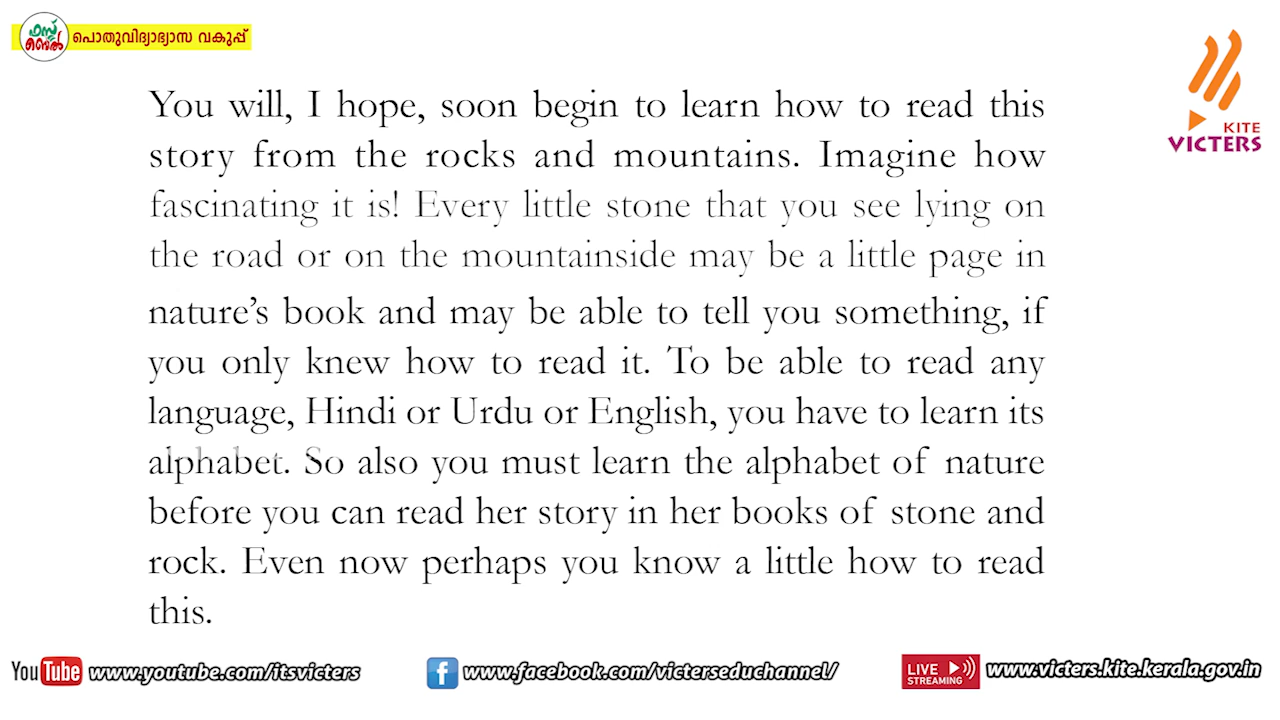 ഫസ്റ്റ്
ബെൽ
പൊതുവിദ്യാഭ്യാസ വകുപ്പ്
KITE
VICTERS
You will, I hope, soon begin to learn how to read this
story from the rocks and mountains. Imagine how
fascinating it is! Every little stone that you see lying on
the road or on the mountainside may be a little page in
nature’s book and may be able to tell you something, if
you only knew how to read it. To be able to read any
language, Hindi or Urdu or English, you have to learn its
alphabet. So also you must learn the alphabet of nature
before you can read her story in her books of stone and
rock. Even now perhaps you know a little how to read
this.
YouTube www.youtube.com/itsvicters
f www.facebook.com/victerseduchannel/
LIVE STREAMING www.victers.kite.kerala.gov.in